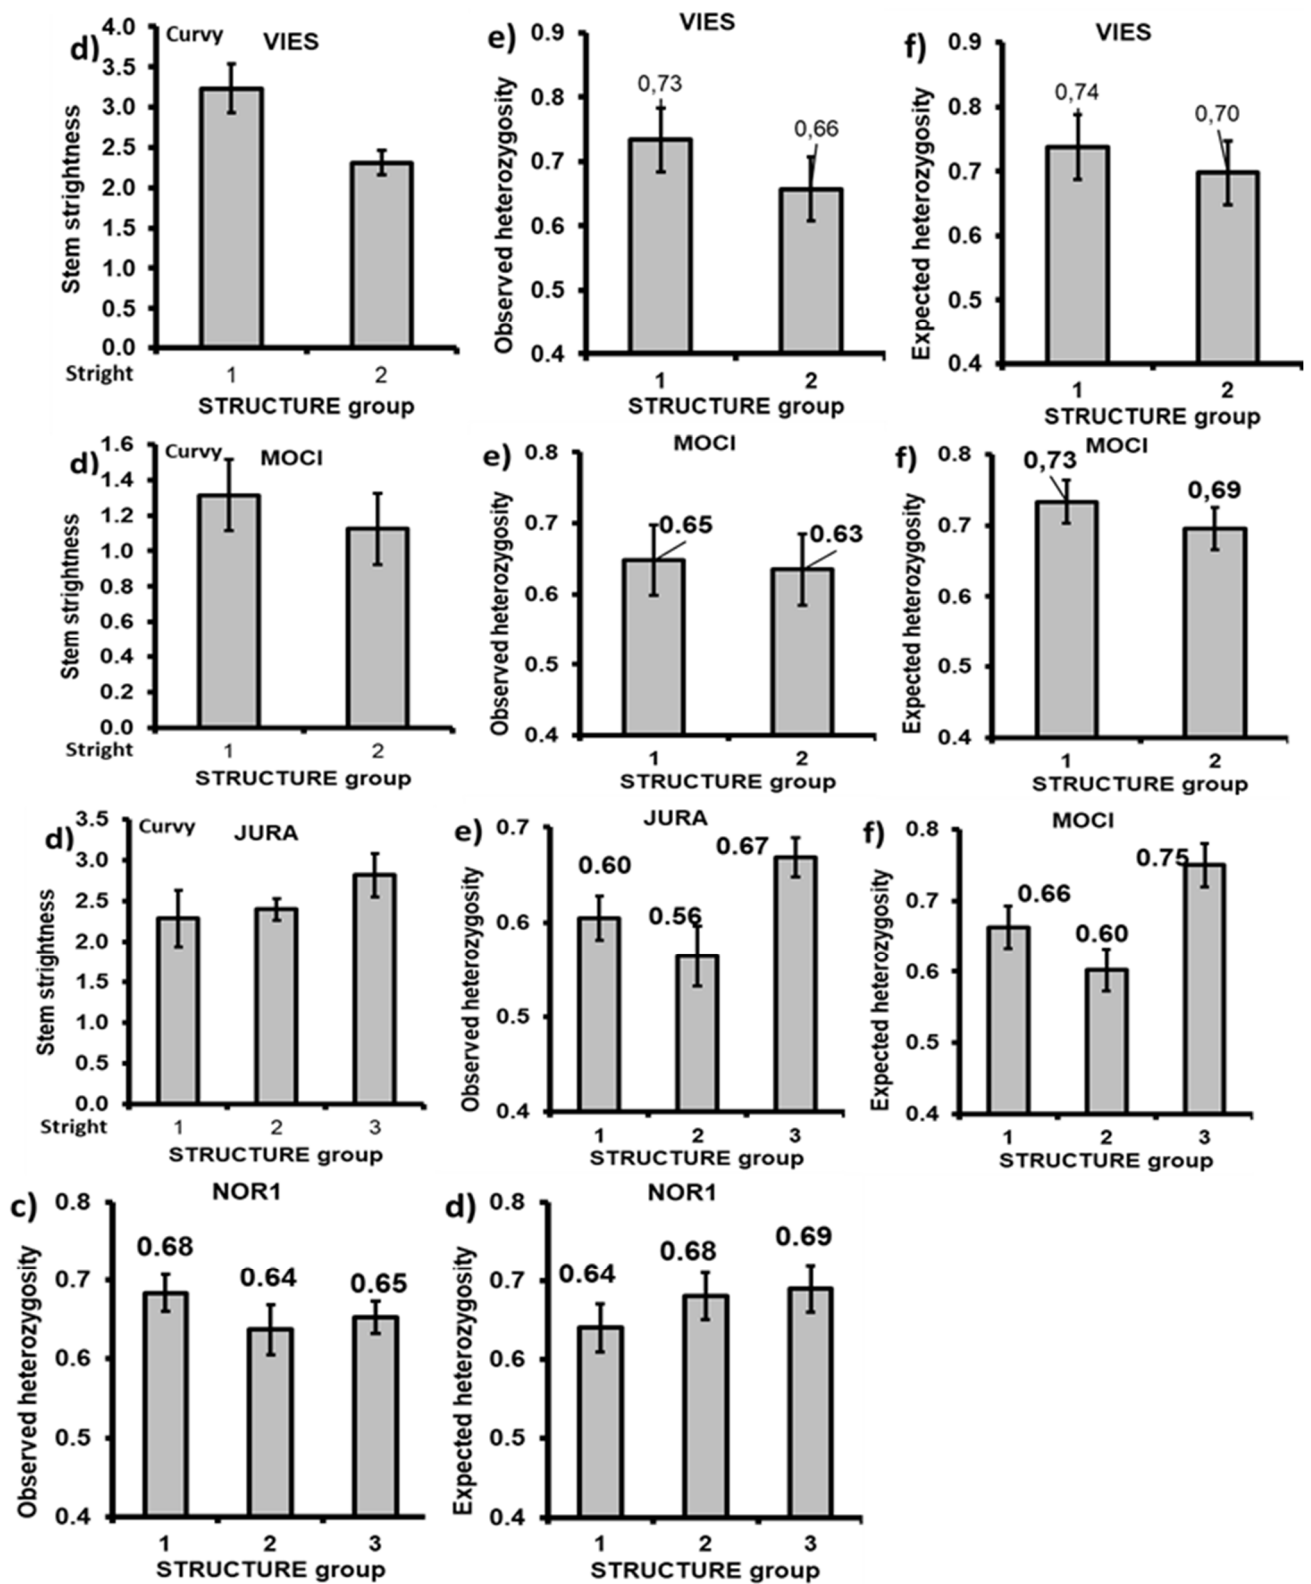 d)
Curvy
VIES
4.0
3.5
3.0
2.5
2.0
1.5
1.0
0.5
0.0
Stem strightness
Stright
1 2
STRUCTURE group
e)
VIES
0.9
0.8
0.7
0.6
0.5
0.4
Observed heterozygosity
0,73
0,66
1 2
STRUCTURE group
f)
VIES
0.9
0.8
0.7
0.6
0.5
0.4
Expected heterozygosity
0,74
0,70
1 2
STRUCTURE group
d)
Curvy
MOCI
1.6
1.4
1.2
1.0
0.8
0.6
0.4
0.2
0.0
Stem strightness
Stright
1 2
STRUCTURE group
e)
MOCI
0.8
0.7
0.6
0.5
0.4
Observed heterozygosity
0.65
0.63
1 2
STRUCTURE group
f)
MOCI
0.8
0.7
0.6
0.5
0.4
Expected heterozygosity
0,73
0,69
1 2
STRUCTURE group
d)
Curvy
JURA
3.5
3.0
2.5
2.0
1.5
1.0
0.5
0.0
Stem strightness
Stright
1 2 3
STRUCTURE group
e)
JURA
0.7
0.6
0.5
0.4
Observed heterozygosity
0.60
0.56
0.67
1 2 3
STRUCTURE group
f)
MOCI
0.8
0.7
0.6
0.5
0.4
Expected heterozygosity
0.66
0.60
0.75
1 2 3
STRUCTURE group
c)
NOR1
0.8
0.7
0.6
0.5
0.4
Observed heterozygosity
0.68
0.64
0.65
1 2 3
STRUCTURE group
d)
NOR1
0.8
0.7
0.6
0.5
0.4
Expected heterozygosity
0.64
0.68
0.69
1 2 3
STRUCTURE group